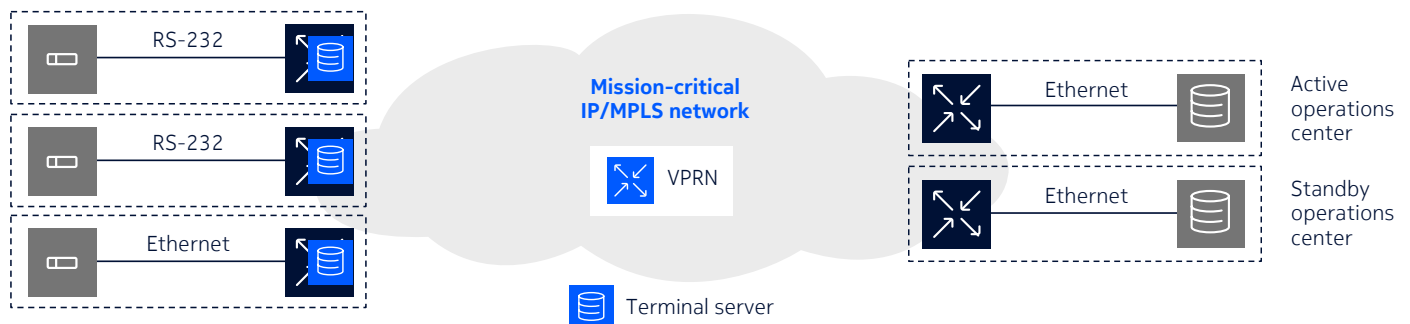 RS-232
RS-232
Ethernet
Mission-critical
IP/MPLS network
VPRN
Terminal server
Ethernet
Active
operations
center
Ethernet
Standby
operations
center